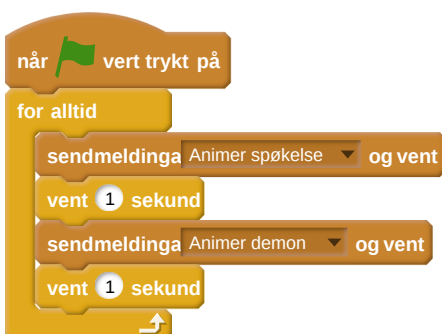 når vert trykt på
for alltid
sendmeldinga Animer spøkelse og vent
vent 1 sekund
sendmeldinga Animer demon og vent
vent 1 sekund